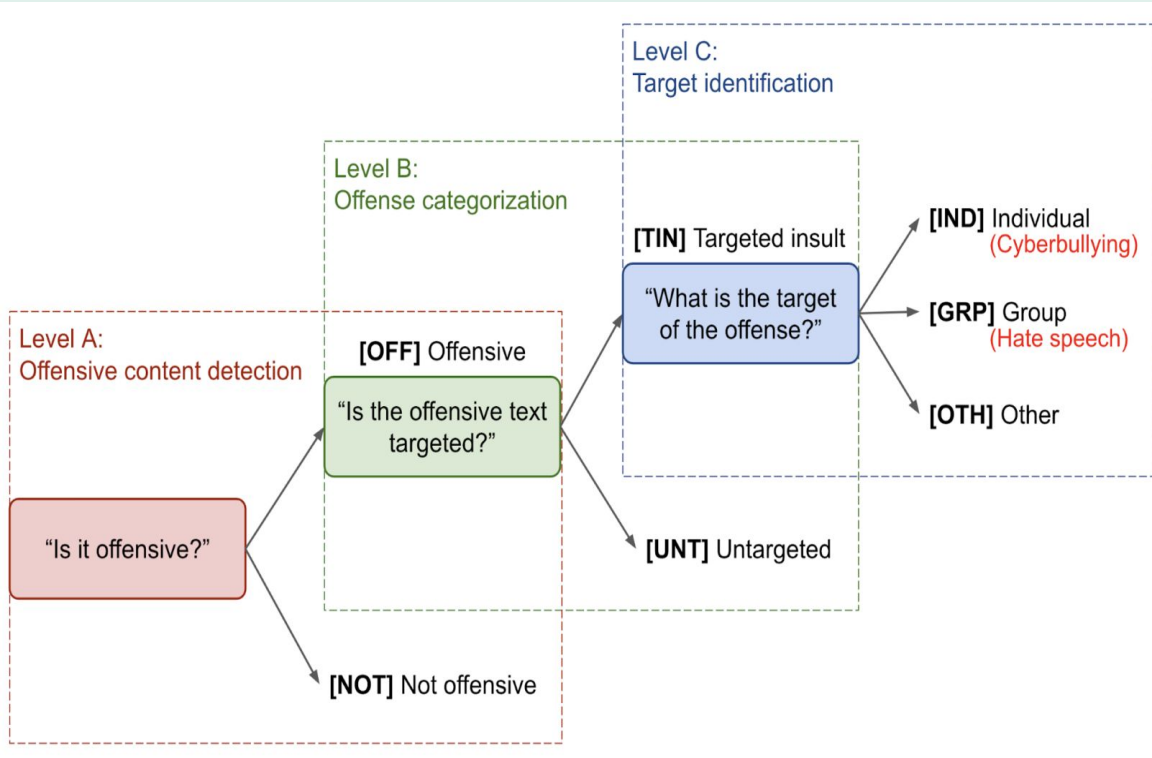 Level C:
Target identification
Level B:
Offense categorization
[TIN] Targeted insult
“What is the target
of the offense?”
[IND] Individual
(Cyberbullying)
[GRP] Group
(Hate speech)
[OTH] Other
Level A:
Offensive content detection
[OFF] Offensive
“Is the offensive text
targeted?”
“Is it offensive?”
[UNT] Untargeted
[NOT] Not offensive